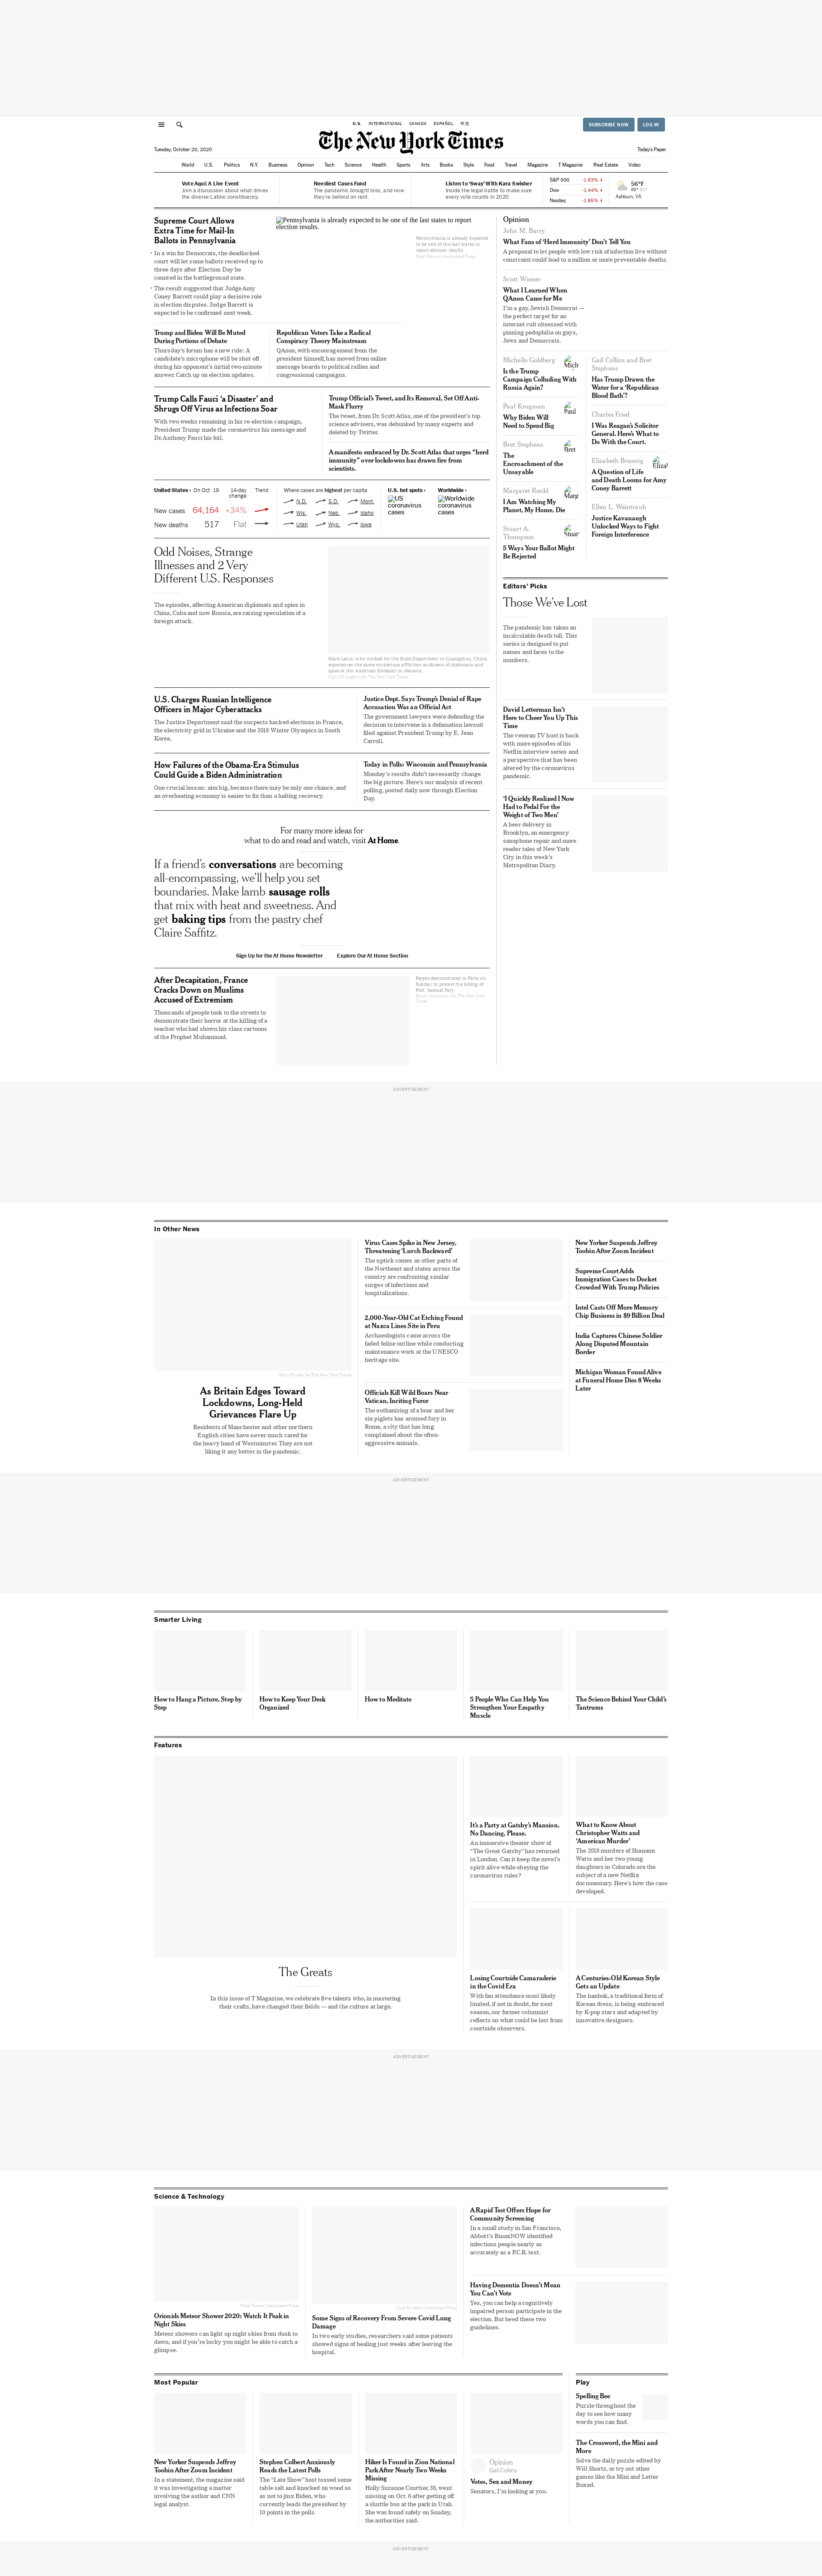 U.S. INTERNATIONAL CANADA ESPAÑOL 中文
SUBSCRIBE NOW LOG IN
The New York Times
Tuesday, October 20, 2020
Today's Paper
World U.S. Politics N.Y. Business Opinion Tech Science Health Sports Arts Books Style Food Travel Magazine T Magazine Real Estate Video
Vote Aquí: A Live Event
Join a discussion about what drives
the diverse Latino constituency.
Neediest Cases Fund
The pandemic brought loss, and now
they're behind on rent.
Listen to 'Sway' With Kara Swisher
Inside the legal battle to make sure
every vote counts in 2020.
S&P 500 -1.63% ↓
Dow -1.44% ↓
Nasdaq -1.65% ↓
56°F
Ashburn, VA
Supreme Court Allows
Extra Time for Mail-In
Ballots in Pennsylvania
• In a win for Democrats, the deadlocked
court will let some ballots received up to
three days after Election Day be
counted in the battleground state.
• The result suggested that Judge Amy
Coney Barrett could play a decisive role
in election disputes. Judge Barrett is
expected to be confirmed next week.
Pennsylvania is already expected to be one of the last states to report
election results.
Pennsylvania is already expected
to be one of the last states to
report election results.
Trump and Biden Will Be Muted
During Portions of Debate
Thursday's forum has a new rule: A
candidate's microphone will be shut off
during his opponent's initial two-minute
answer. Catch up on election updates.
Republican Voters Take a Radical
Conspiracy Theory Mainstream
QAnon, with encouragement from the
president himself, has moved from online
message boards to political rallies and
congressional campaigns.
Trump Calls Fauci 'a Disaster' and
Shrugs Off Virus as Infections Soar
With two weeks remaining in his re-election campaign,
President Trump made the coronavirus his message and
Dr. Anthony Fauci his foil.
Trump Official's Tweet, and Its Removal, Set Off Anti-
Mask Flurry
The tweet, from Dr. Scott Atlas, one of the president's top
science advisers, was debunked by many experts and
deleted by Twitter.
A manifesto embraced by Dr. Scott Atlas that urges "herd
immunity" over lockdowns has drawn fire from
scientists.
United States › On Oct. 19 14-day
change Trend
New cases 64,164 +34%
New deaths 517 Flat
Where cases are highest per capita
N.D. S.D. Mont.
Wis. Neb. Idaho
Utah Wyo. Iowa
U.S. hot spots ›
US
coronavirus
cases
Worldwide ›
Worldwide
coronavirus
cases
Odd Noises, Strange
Illnesses and 2 Very
Different U.S. Responses
The episodes, affecting American diplomats and spies in
China, Cuba and now Russia, are raising speculation of a
foreign attack.
Mark Lenzi, who worked for the State Department in Guangzhou, China,
experienced the same mysterious affliction as dozens of diplomats and
spies at the American Embassy in Havana.
U.S. Charges Russian Intelligence
Officers in Major Cyberattacks
The Justice Department said the suspects hacked elections in France,
the electricity grid in Ukraine and the 2018 Winter Olympics in South
Korea.
Justice Dept. Says Trump's Denial of Rape
Accusation Was an Official Act
The government lawyers were defending the
decision to intervene in a defamation lawsuit
filed against President Trump by E. Jean
Carroll.
How Failures of the Obama-Era Stimulus
Could Guide a Biden Administration
One crucial lesson: aim big, because there may be only one chance, and
an overheating economy is easier to fix than a halting recovery.
Today in Polls: Wisconsin and Pennsylvania
Monday's results didn't necessarily change
the big picture. Here's our analysis of recent
polling, posted daily now through Election
Day.
For many more ideas for
what to do and read and watch, visit At Home.
If a friend's conversations are becoming
all-encompassing, we'll help you set
boundaries. Make lamb sausage rolls
that mix with heat and sweetness. And
get baking tips from the pastry chef
Claire Saffitz.
Sign Up for the At Home Newsletter Explore Our At Home Section
After Decapitation, France
Cracks Down on Muslims
Accused of Extremism
Thousands of people took to the streets to
demonstrate their horror at the killing of a
teacher who had shown his class cartoons
of the Prophet Muhammad.
People demonstrated in Paris on
Sunday to protest the killing of
Prof. Samuel Paty.
Opinion
John M. Barry
What Fans of 'Herd Immunity' Don't Tell You
A proposal to let people with low risk of infection live without
constraint could lead to a million or more preventable deaths.
Scott Wiener
What I Learned When
QAnon Came for Me
I'm a gay, Jewish Democrat —
the perfect target for an
internet cult obsessed with
pinning pedophilia on gays,
Jews and Democrats.
Michelle Goldberg
Is the Trump
Campaign Colluding With
Russia Again?
Paul Krugman
Why Biden Will
Need to Spend Big
Bret Stephens
The
Encroachment of the
Unsayable
Margaret Renkl
I Am Watching My
Planet, My Home, Die
Stuart A.
Thompson
5 Ways Your Ballot Might
Be Rejected
Gail Collins and Bret
Stephens
Has Trump Drawn the
Water for a 'Republican
Blood Bath'?
Charles Fried
I Was Reagan's Solicitor
General. Here's What to
Do With the Court.
Elizabeth Bruenig
A Question of Life
and Death Looms for Amy
Coney Barrett
Ellen L. Weintraub
Justice Kavanaugh
Unlocked Ways to Fight
Foreign Interference
Editors' Picks
Those We've Lost
The pandemic has taken an
incalculable death toll. This
series is designed to put
names and faces to the
numbers.
David Letterman Isn't
Here to Cheer You Up This
Time
The veteran TV host is back
with more episodes of his
Netflix interview series and
a perspective that has been
altered by the coronavirus
pandemic.
'I Quickly Realized I Now
Had to Pedal For the
Weight of Two Men'
A beer delivery in
Brooklyn, an emergency
saxophone repair and more
reader tales of New York
City in this week's
Metropolitan Diary.
ADVERTISEMENT
In Other News
As Britain Edges Toward
Lockdowns, Long-Held
Grievances Flare Up
Residents of Manchester and other northern
English cities have never much cared for
the heavy hand of Westminster. They are not
liking it any better in the pandemic.
Virus Cases Spike in New Jersey,
Threatening 'Lurch Backward'
The uptick comes as other parts of
the Northeast and states across the
country are confronting similar
surges of infections and
hospitalizations.
2,000-Year-Old Cat Etching Found
at Nazca Lines Site in Peru
Archaeologists came across the
faded feline outline while conducting
maintenance work at the UNESCO
heritage site.
Officials Kill Wild Boars Near
Vatican, Inciting Furor
The euthanizing of a boar and her
six piglets has aroused fury in
Rome, a city that has long
complained about the often-
aggressive animals.
New Yorker Suspends Jeffrey
Toobin After Zoom Incident
Supreme Court Adds
Immigration Cases to Docket
Crowded With Trump Policies
Intel Casts Off More Memory
Chip Business in $9 Billion Deal
India Captures Chinese Soldier
Along Disputed Mountain
Border
Michigan Woman Found Alive
at Funeral Home Dies 8 Weeks
Later
ADVERTISEMENT
Smarter Living
How to Hang a Picture, Step by
Step
How to Keep Your Desk
Organized
How to Meditate
5 People Who Can Help You
Strengthen Your Empathy
Muscle
The Science Behind Your Child's
Tantrums
Features
The Greats
In this issue of T Magazine, we celebrate five talents who, in mastering
their crafts, have changed their fields — and the culture at large.
It's a Party at Gatsby's Mansion.
No Dancing, Please.
An immersive theater show of
"The Great Gatsby" has returned
in London. Can it keep the novel's
spirit alive while obeying the
coronavirus rules?
What to Know About
Christopher Watts and
'American Murder'
The 2018 murders of Shanann
Watts and her two young
daughters in Colorado are the
subject of a new Netflix
documentary. Here's how the case
developed.
Losing Courtside Camaraderie
in the Covid Era
With fan attendance most likely
limited, if not in doubt, for next
season, our former columnist
reflects on what could be lost from
courtside observers.
A Centuries-Old Korean Style
Gets an Update
The hanbok, a traditional form of
Korean dress, is being embraced
by K-pop stars and adapted by
innovative designers.
ADVERTISEMENT
Science & Technology
Orionids Meteor Shower 2020: Watch It Peak in
Night Skies
Meteor showers can light up night skies from dusk to
dawn, and if you're lucky you might be able to catch a
glimpse.
Some Signs of Recovery From Severe Covid Lung
Damage
In two early studies, researchers said some patients
showed signs of healing just weeks after leaving the
hospital.
A Rapid Test Offers Hope for
Community Screening
In a small study in San Francisco,
Abbott's BinaxNOW identified
infectious people nearly as
accurately as a P.C.R. test.
Having Dementia Doesn't Mean
You Can't Vote
Yes, you can help a cognitively
impaired person participate in the
election. But heed these two
guidelines.
Most Popular
New Yorker Suspends Jeffrey
Toobin After Zoom Incident
In a statement, the magazine said
it was investigating a matter
involving the author and CNN
legal analyst.
Stephen Colbert Anxiously
Reads the Latest Polls
The "Late Show" host tossed some
table salt and knocked on wood so
as not to jinx Biden, who
currently leads the president by
10 points in the polls.
Hiker Is Found in Zion National
Park After Nearly Two Weeks
Missing
Holly Suzanne Courtier, 38, went
missing on Oct. 6 after getting off
a shuttle bus at the park in Utah.
She was found safely on Sunday,
the authorities said.
Opinion
Gail Collins
Votes, Sex and Money
Senators, I'm looking at you.
Play
Spelling Bee
Puzzle throughout the
day to see how many
words you can find.
The Crossword, the Mini and
More
Solve the daily puzzle edited by
Will Shortz, or try out other
games like the Mini and Letter
Boxed.
ADVERTISEMENT